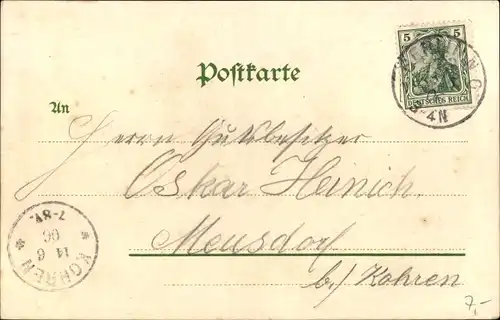 5 5
DEUTSCHES REICH
4N
Postkarte
An
Herrn Gutsbesitzer
Oskar Heinich.
Meusdorf
b/ Kohren
* KOHREN *
14 6
06
7-8V.
7,-